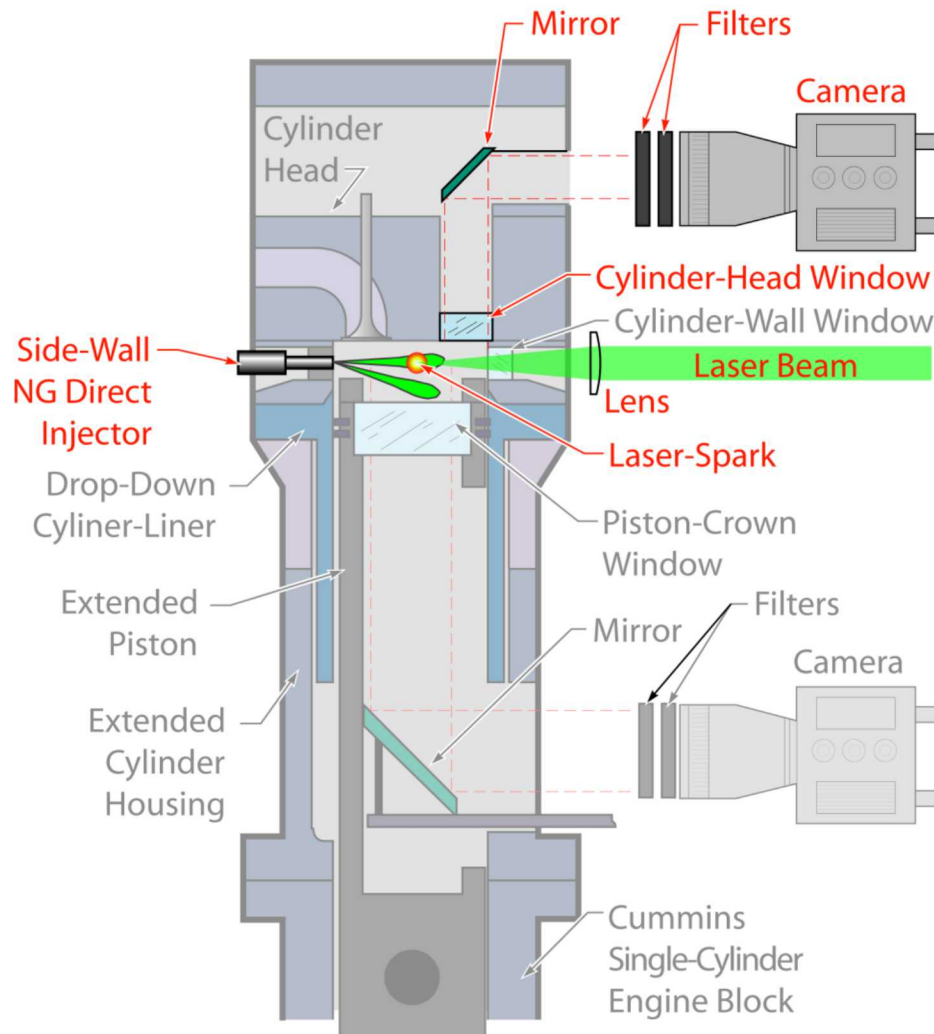 Mirror
Filters
Camera
Cylinder
Head
Cylinder-Head Window
Cylinder-Wall Window
Side-Wall
NG Direct
Injector
Laser Beam
Lens
Laser-Spark
Drop-Down
Cyliner-Liner
Piston-Crown
Window
Extended
Piston
Mirror
Filters
Camera
Extended
Cylinder
Housing
Cummins
Single-Cylinder
Engine Block